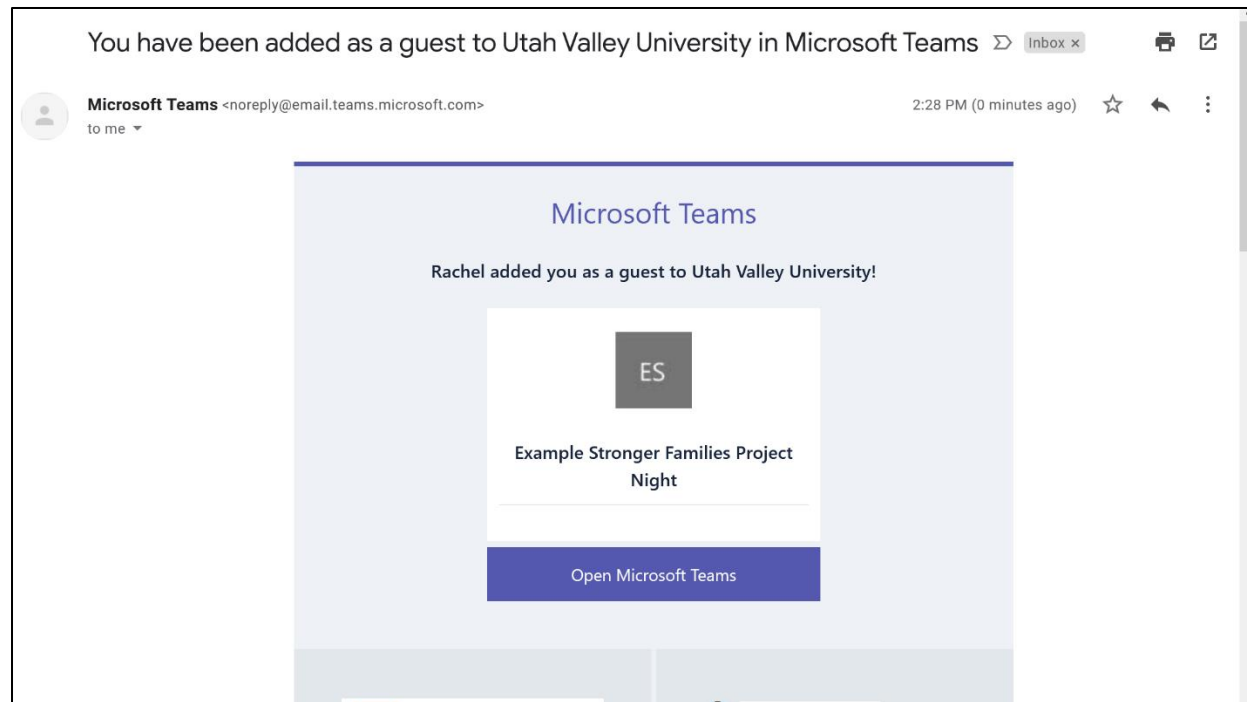 You have been added as a guest to Utah Valley University in Microsoft Teams Inbox ×
Microsoft Teams <noreply@email.teams.microsoft.com> 2:28 PM (0 minutes ago)
to me
Microsoft Teams
Rachel added you as a guest to Utah Valley University!
ES
Example Stronger Families Project
Night
Open Microsoft Teams